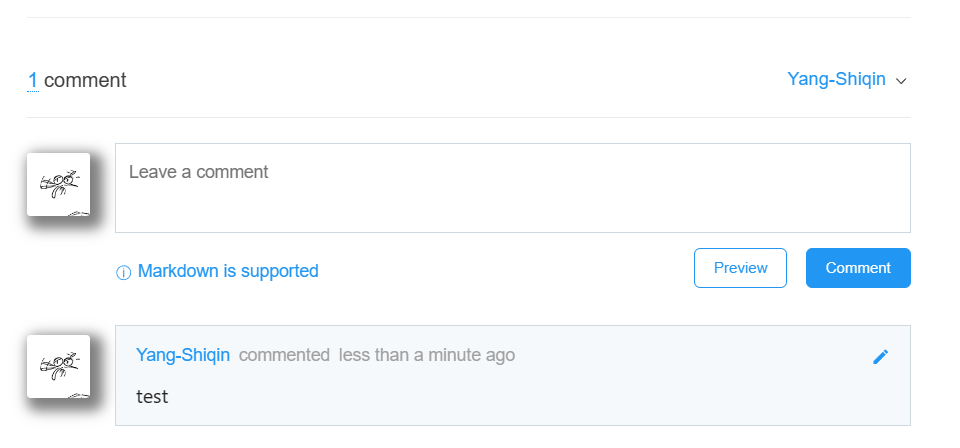 1 comment
Yang-Shiqin
Leave a comment
Markdown is supported
Preview
Comment
Yang-Shiqin commented less than a minute ago
test